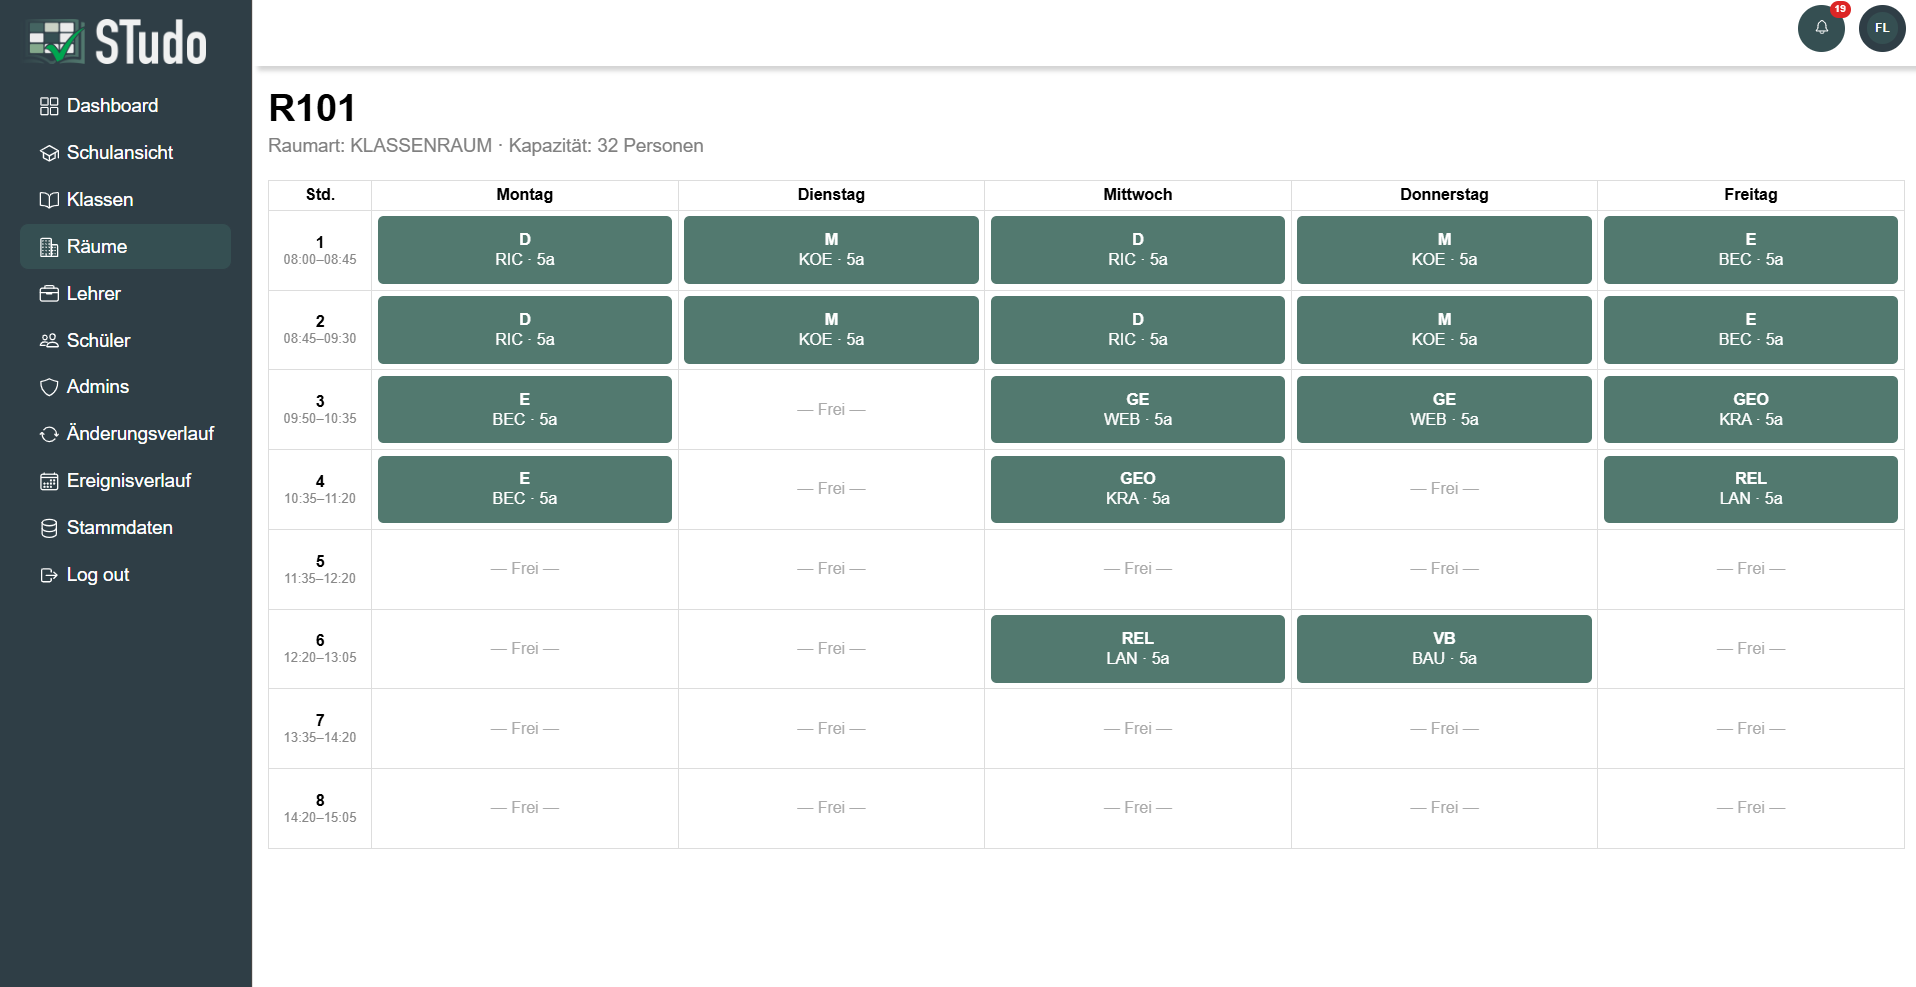 STudo
19
FL
Dashboard
Schulansicht
Klassen
Räume
Lehrer
Schüler
Admins
Änderungsverlauf
Ereignisverlauf
Stammdaten
Log out
R101
Raumart: KLASSENRAUM · Kapazität: 32 Personen
Std. Montag Dienstag Mittwoch Donnerstag Freitag
1 D M D M E
08:00–08:45 RIC · 5a KOE · 5a RIC · 5a KOE · 5a BEC · 5a
2 D M D M E
08:45–09:30 RIC · 5a KOE · 5a RIC · 5a KOE · 5a BEC · 5a
3 E — Frei — GE GE GEO
09:50–10:35 BEC · 5a WEB · 5a WEB · 5a KRA · 5a
4 E — Frei — GEO — Frei — REL
10:35–11:20 BEC · 5a KRA · 5a LAN · 5a
5 — Frei — — Frei — — Frei — — Frei — — Frei —
11:35–12:20
6 — Frei — — Frei — REL VB — Frei —
12:20–13:05 LAN · 5a BAU · 5a
7 — Frei — — Frei — — Frei — — Frei — — Frei —
13:35–14:20
8 — Frei — — Frei — — Frei — — Frei — — Frei —
14:20–15:05